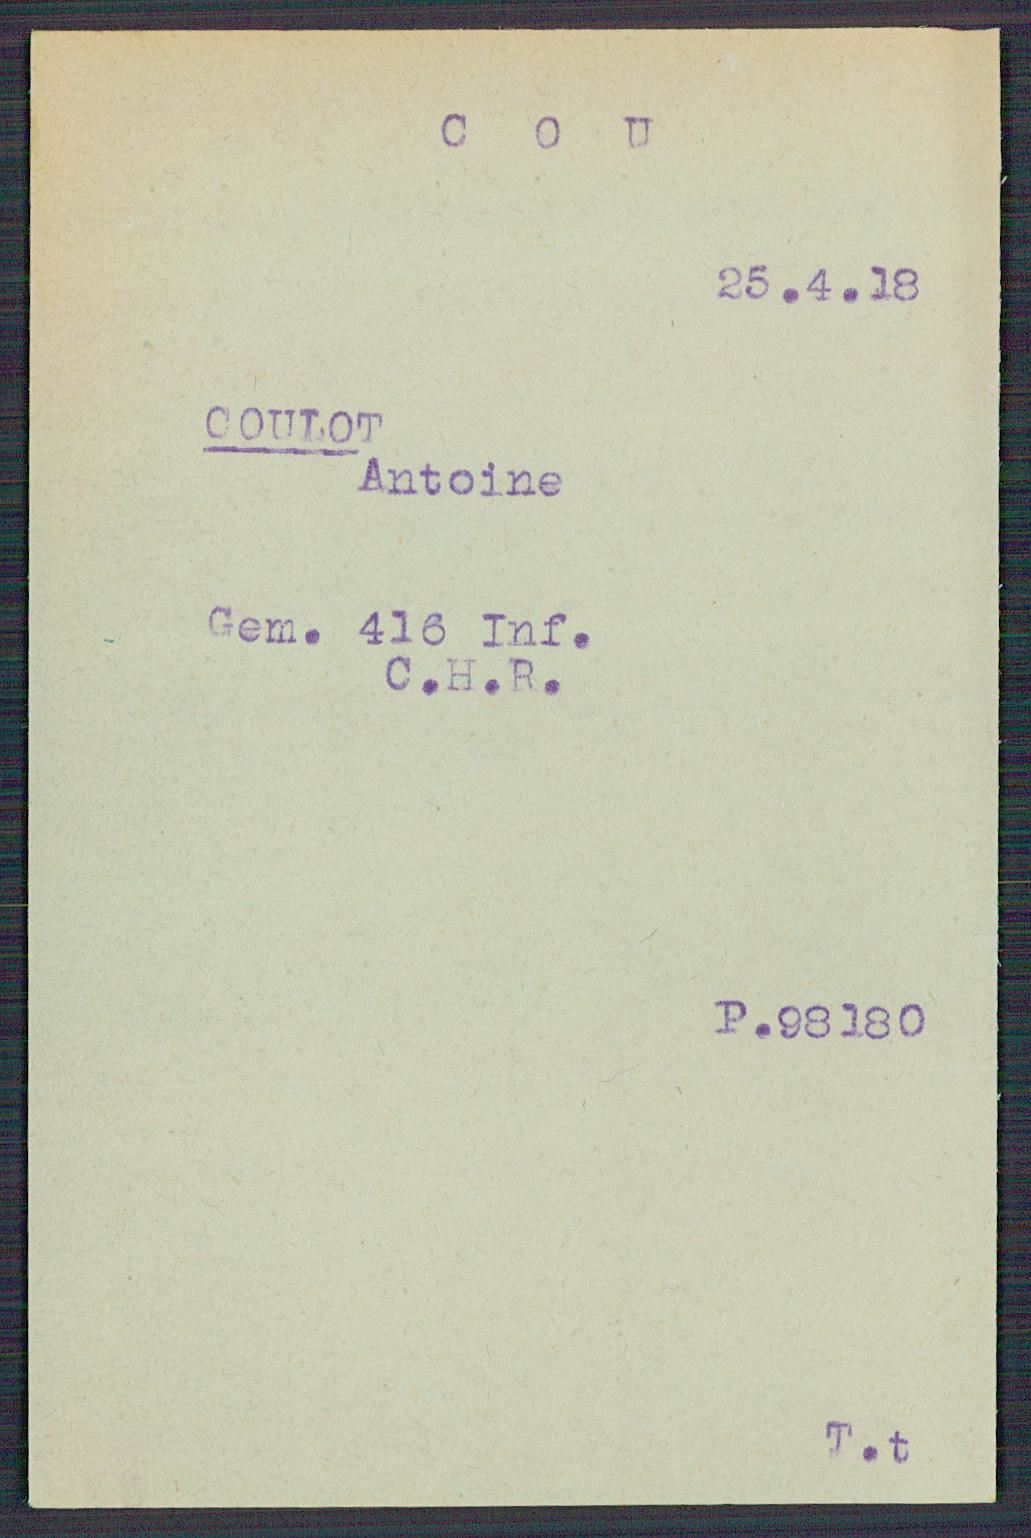 C O U
25.4.18
COULOT
Antoine
Gem. 416 Inf.
C.H.R.
P.98180
T.t